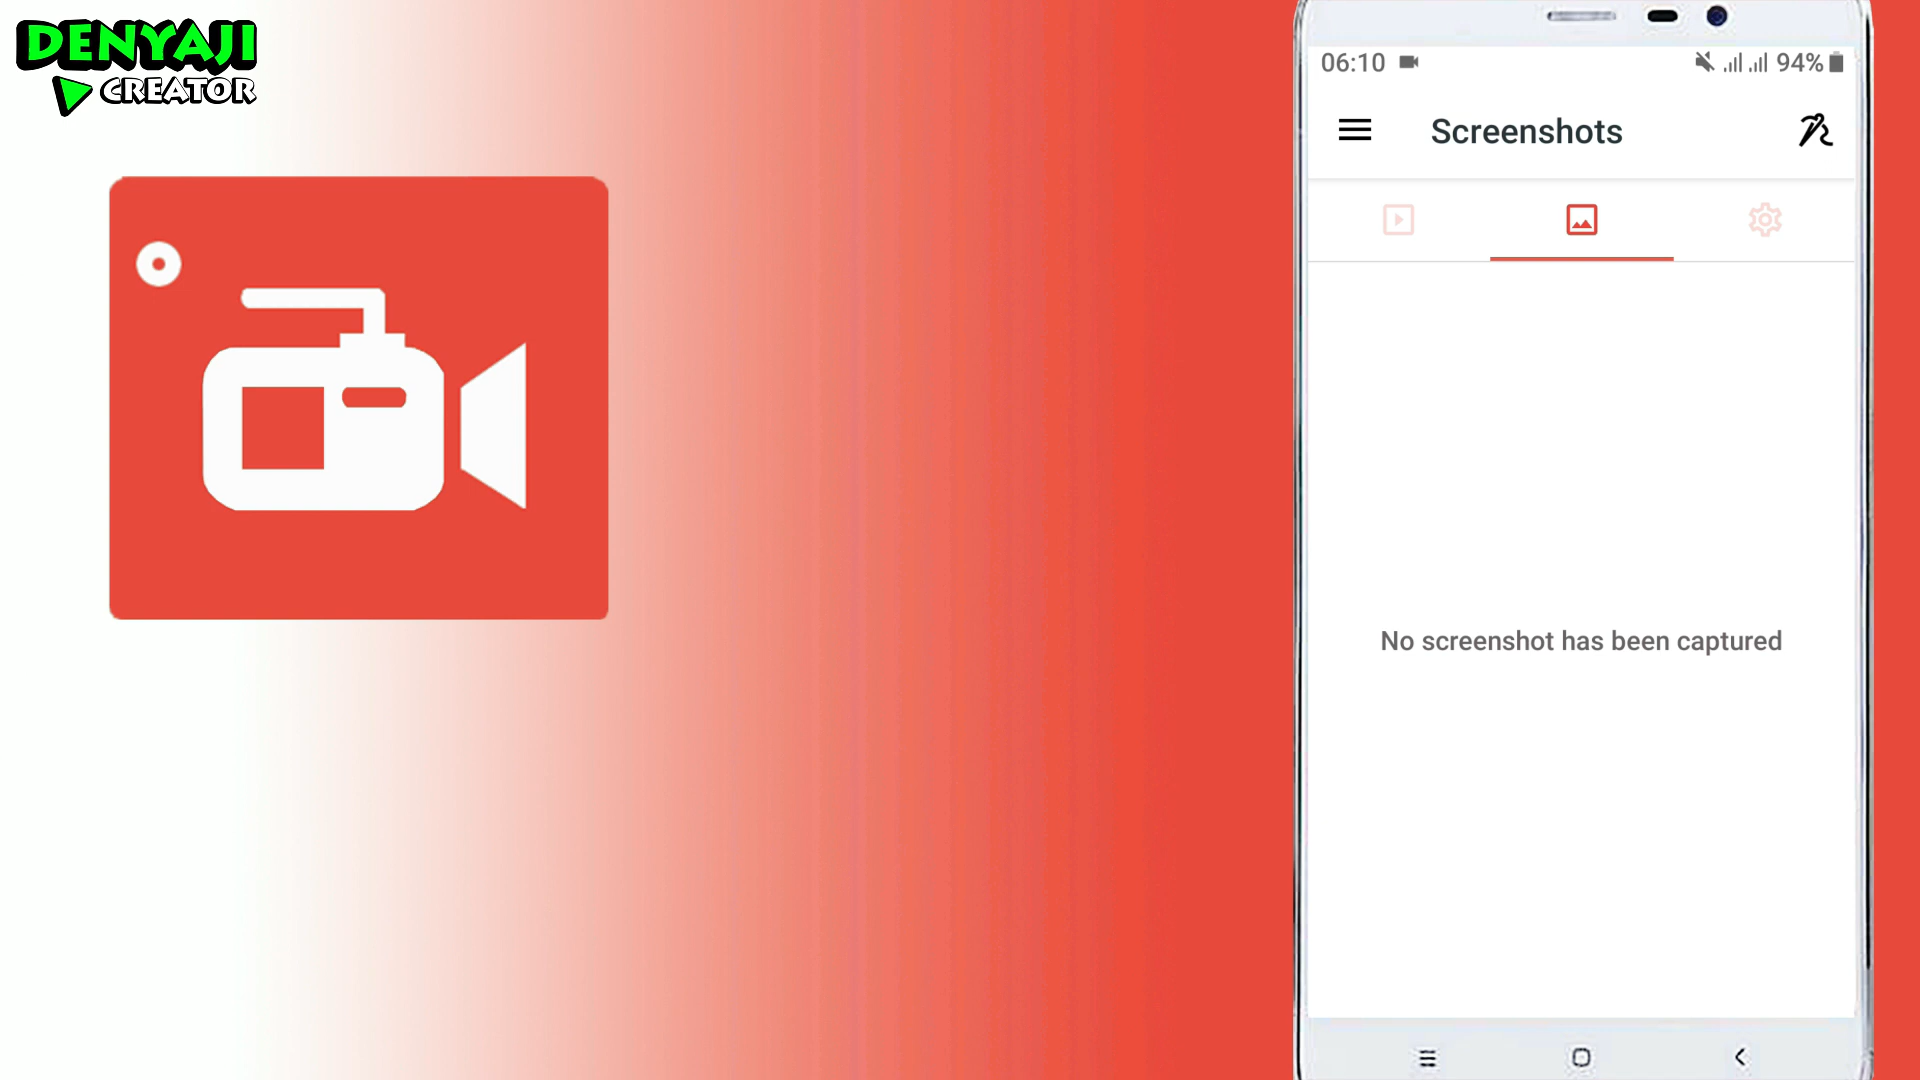 DENYAJI
CREATOR
06:10
94%
Screenshots
No screenshot has been captured